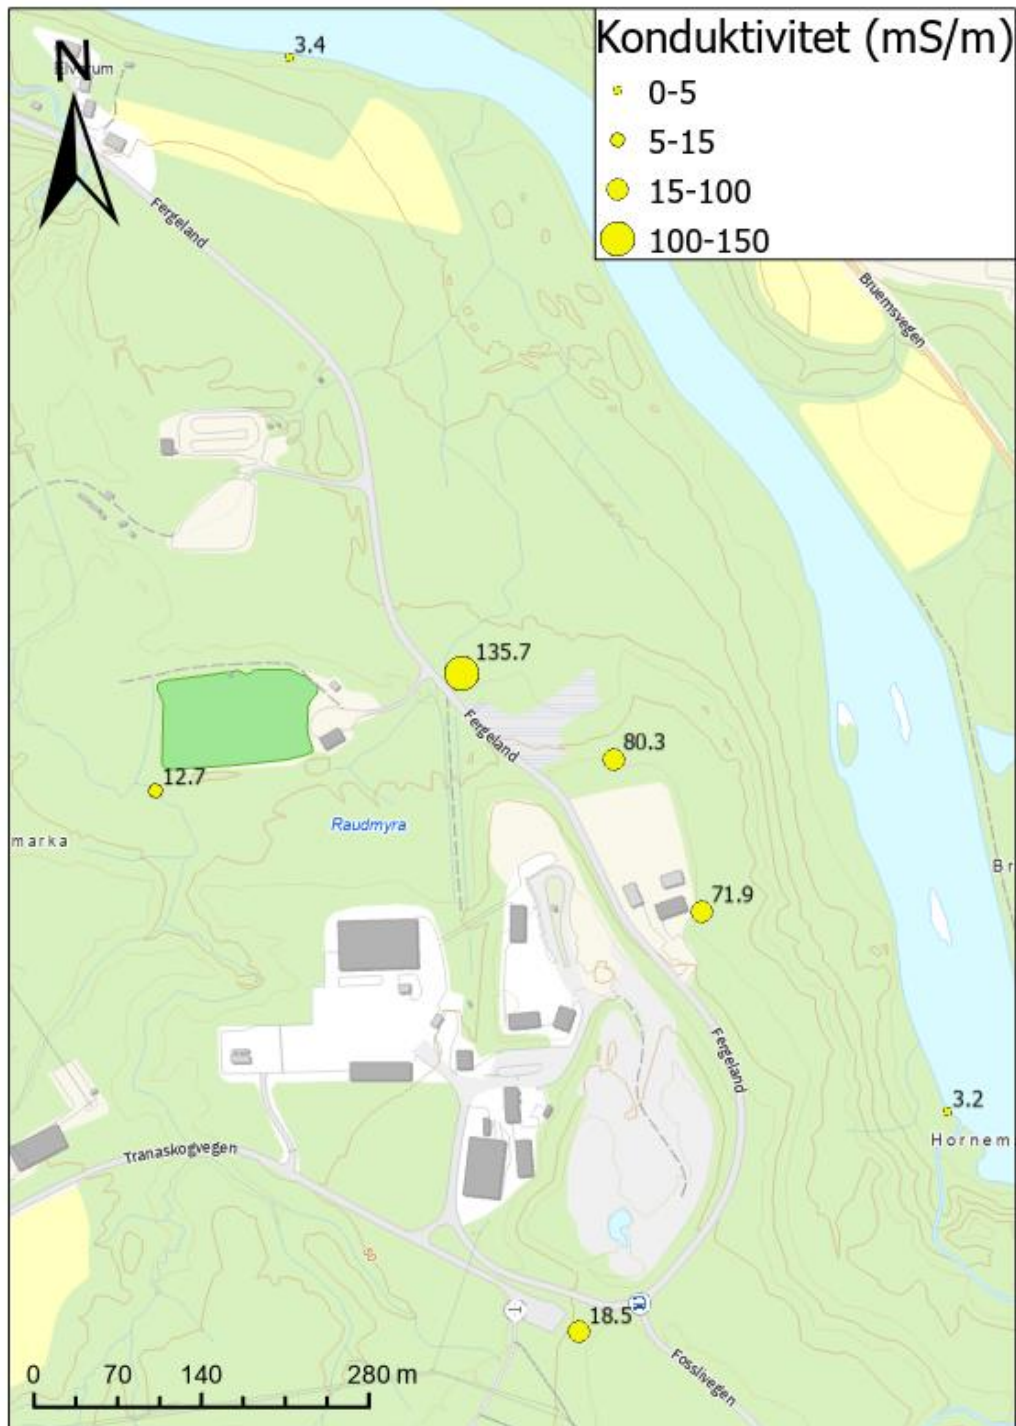 Konduktivitet (mS/m)
0-5
5-15
15-100
100-150
3.4
N
Elverum
Fergeland
Bruemsvegen
135.7
Fergeland
80.3
12.7
Raudmyra
marka
Br
71.9
Fergeland
3.2
Hornem
Tranaskogvegen
50
T
18.5
Fosslivegen
0 70 140 280 m